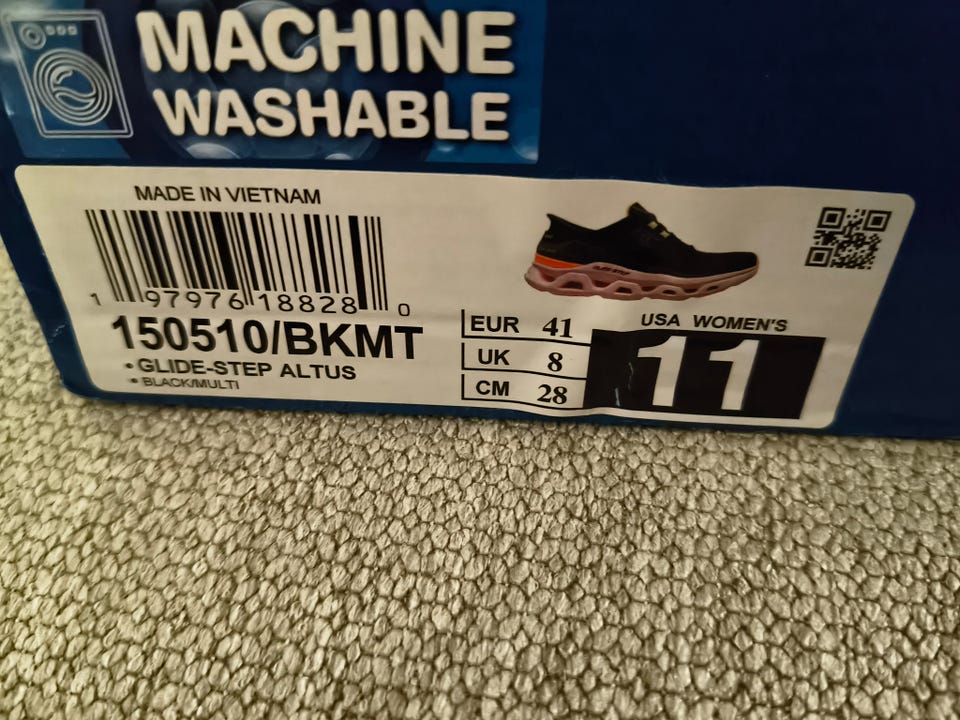 MACHINE
WASHABLE
MADE IN VIETNAM
1 97976 18828 0
150510/BKMT
• GLIDE-STEP ALTUS
• BLACK/MULTI
EUR 41
UK 8
CM 28
USA WOMEN'S
11